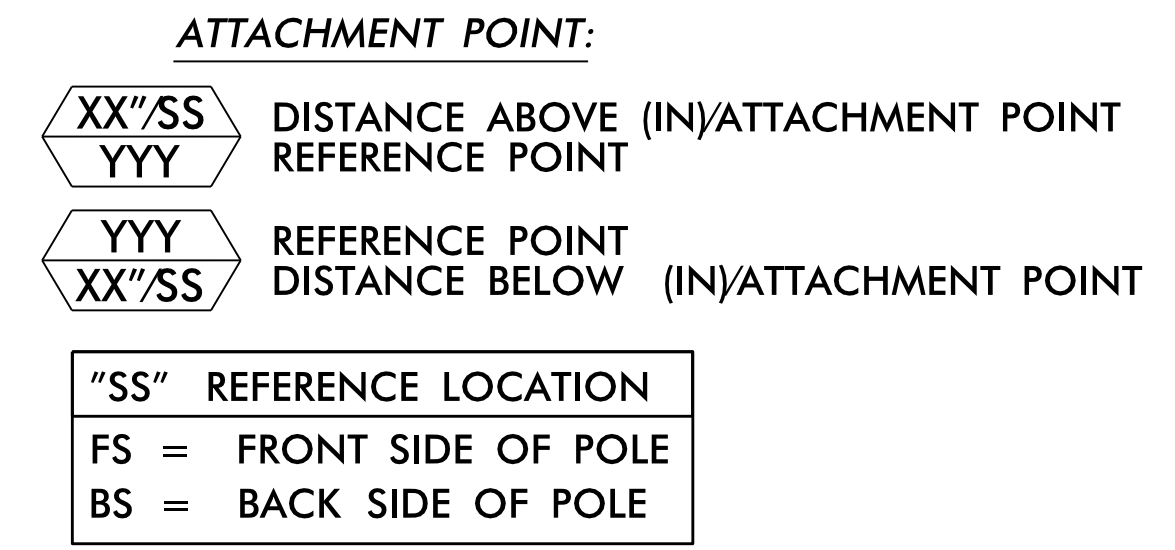 ATTACHMENT POINT:
XX"/SS DISTANCE ABOVE (IN)/ATTACHMENT POINT
YYY REFERENCE POINT
YYY REFERENCE POINT
XX"/SS DISTANCE BELOW (IN)/ATTACHMENT POINT
"SS" REFERENCE LOCATION
FS = FRONT SIDE OF POLE
BS = BACK SIDE OF POLE